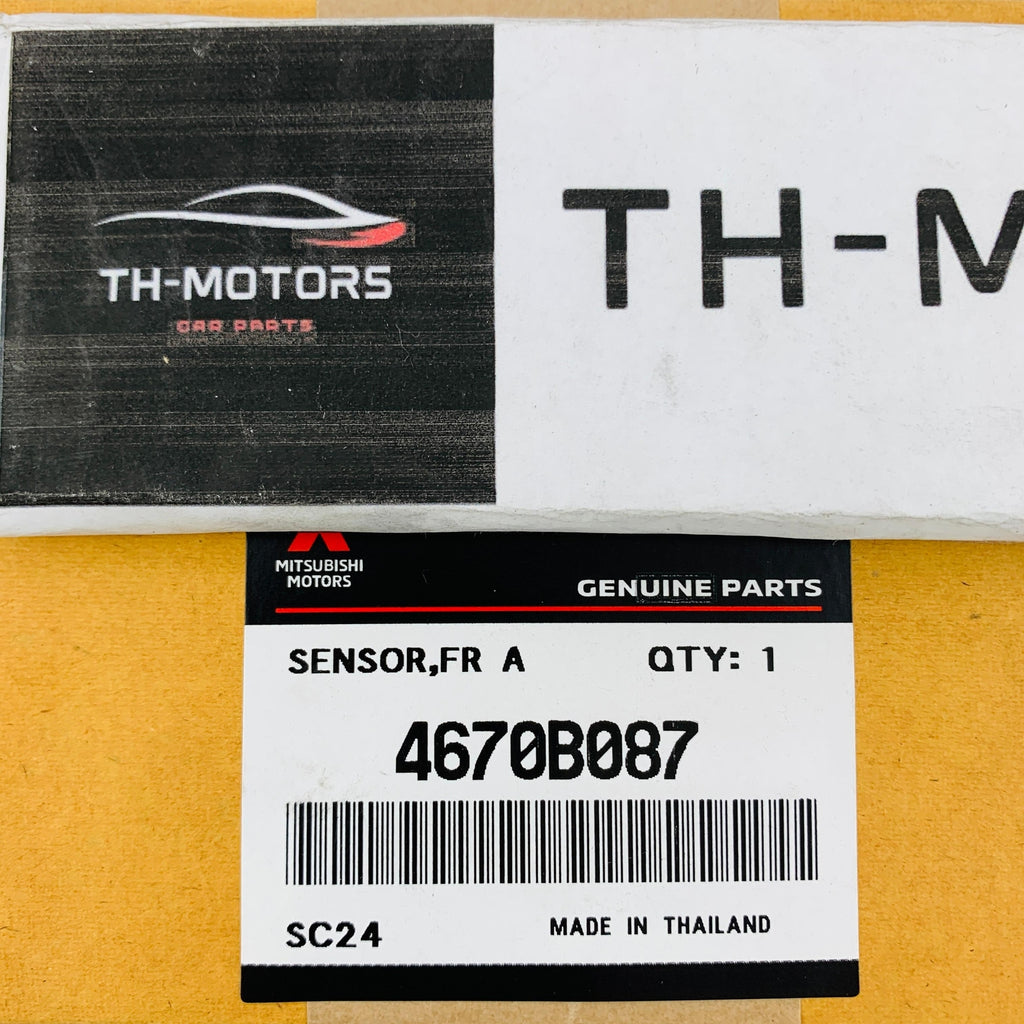 TH-MOTORS
CAR PARTS
TH-M
MITSUBISHI
MOTORS
GENUINE PARTS
SENSOR,FR A QTY: 1
4670B087
SC24 MADE IN THAILAND